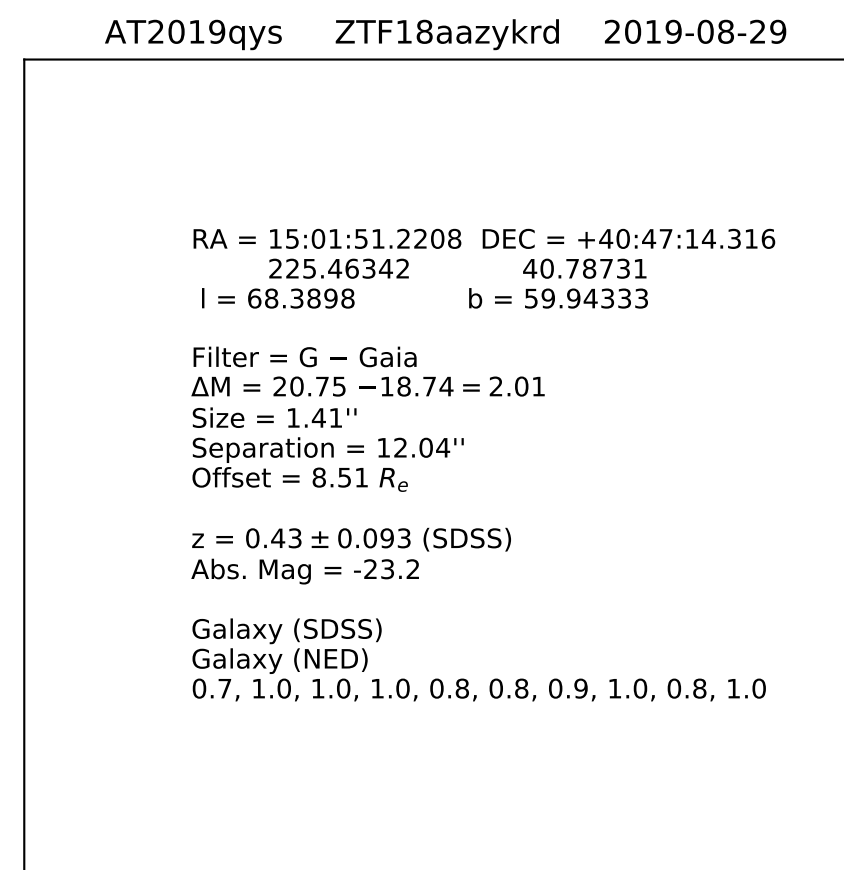 AT2019qys ZTF18aazykrd 2019-08-29
RA = 15:01:51.2208 DEC = +40:47:14.316
225.46342 40.78731
l = 68.3898 b = 59.94333
Filter = G − Gaia
ΔM = 20.75 −18.74 = 2.01
Size = 1.41''
Separation = 12.04''
Offset = 8.51 Re
z = 0.43 ± 0.093 (SDSS)
Abs. Mag = -23.2
Galaxy (SDSS)
Galaxy (NED)
0.7, 1.0, 1.0, 1.0, 0.8, 0.8, 0.9, 1.0, 0.8, 1.0